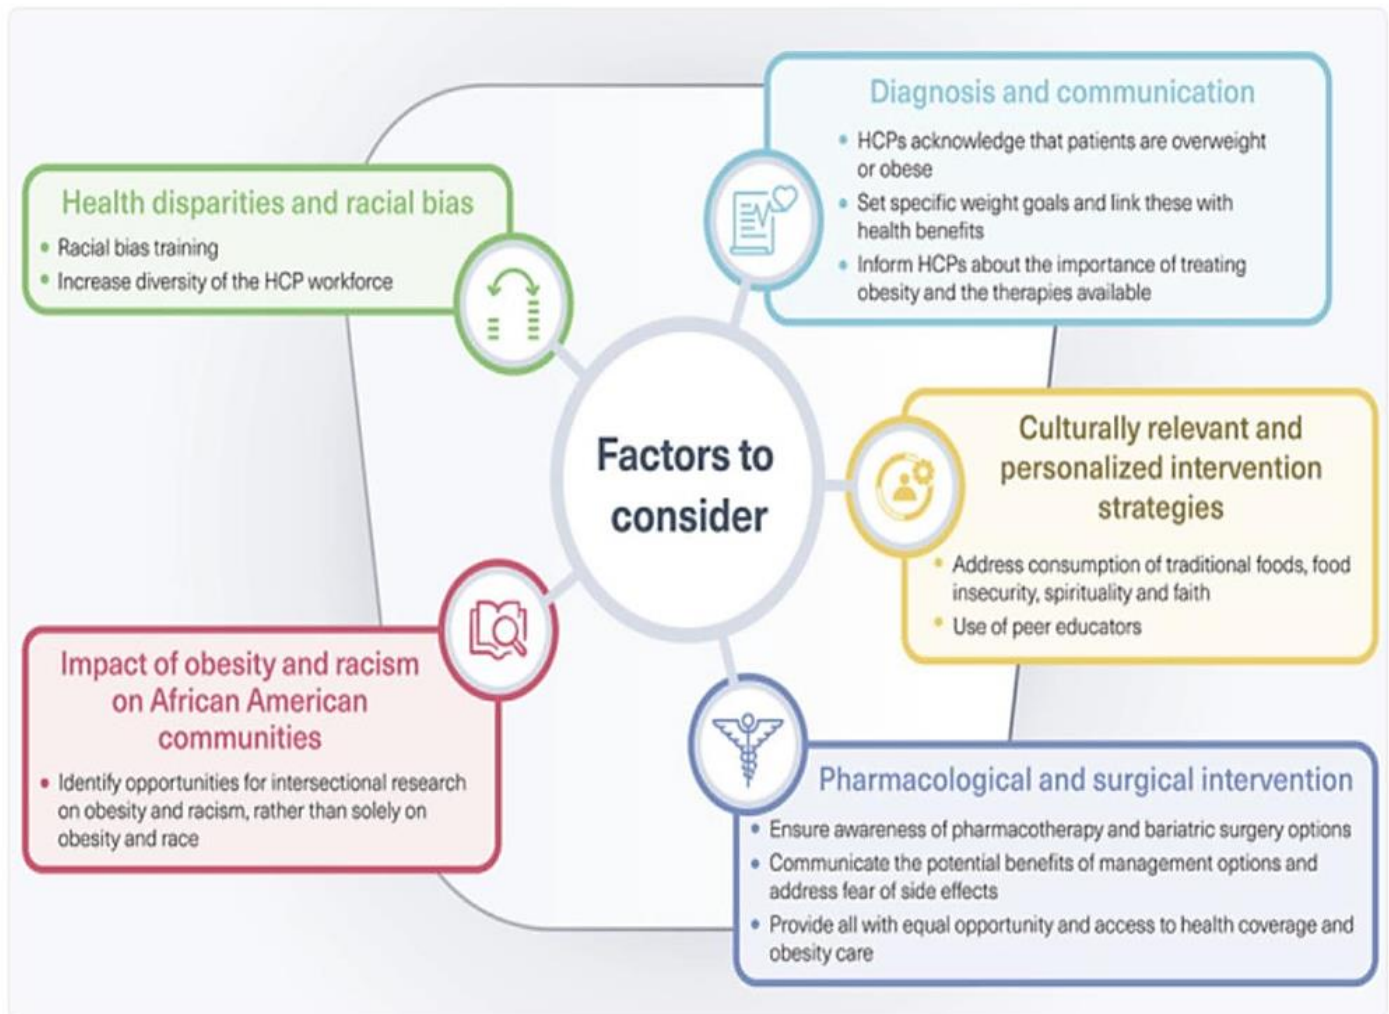 Factors to
consider
Health disparities and racial bias
• Racial bias training
• Increase diversity of the HCP workforce
Diagnosis and communication
• HCPs acknowledge that patients are overweight
or obese
• Set specific weight goals and link these with
health benefits
• Inform HCPs about the importance of treating
obesity and the therapies available
Culturally relevant and
personalized intervention
strategies
• Address consumption of traditional foods, food
insecurity, spirituality and faith
• Use of peer educators
Impact of obesity and racism
on African American
communities
• Identify opportunities for intersectional research
on obesity and racism, rather than solely on
obesity and race
Pharmacological and surgical intervention
• Ensure awareness of pharmacotherapy and bariatric surgery options
• Communicate the potential benefits of management options and
address fear of side effects
• Provide all with equal opportunity and access to health coverage and
obesity care